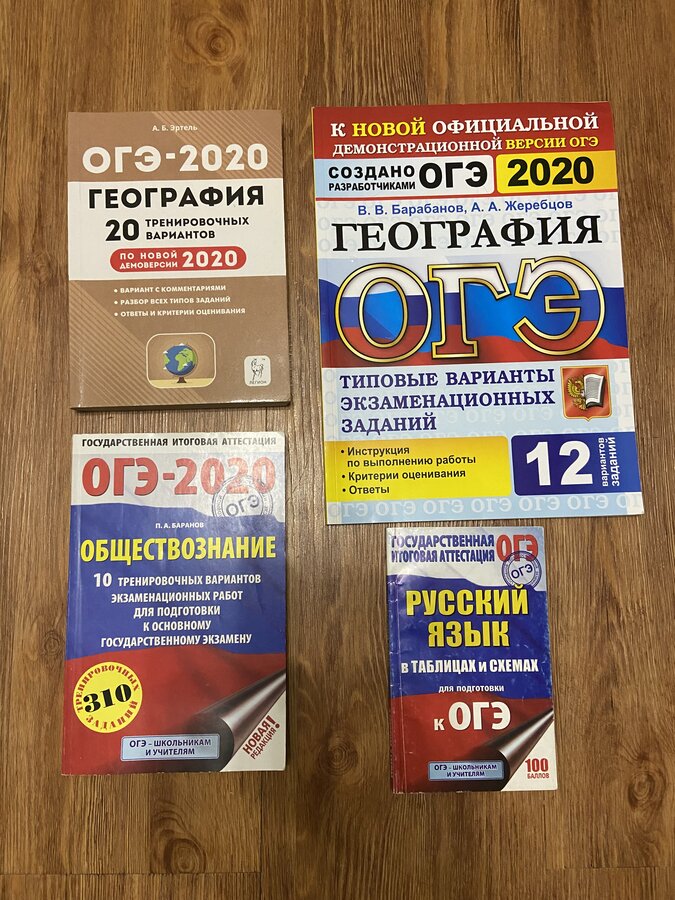 А. Б. Эртель
ОГЭ-2020
ГЕОГРАФИЯ
20 ТРЕНИРОВОЧНЫХ
ВАРИАНТОВ
ПО НОВОЙ
ДЕМОВЕРСИИ 2020
• ВАРИАНТ С КОММЕНТАРИЯМИ
• РАЗБОР ВСЕХ ТИПОВ ЗАДАНИЙ
• ОТВЕТЫ И КРИТЕРИИ ОЦЕНИВАНИЯ
ЛЕГИОН
К НОВОЙ ОФИЦИАЛЬНОЙ
ДЕМОНСТРАЦИОННОЙ ВЕРСИИ ОГЭ
СОЗДАНО
РАЗРАБОТЧИКАМИ ОГЭ 2020
В. В. Барабанов, А. А. Жеребцов
ГЕОГРАФИЯ
ОГЭ
ТИПОВЫЕ ВАРИАНТЫ
ЭКЗАМЕНАЦИОННЫХ
ЗАДАНИЙ
• Инструкция
по выполнению работы
• Критерии оценивания
• Ответы
12 вариантов
заданий
ГОСУДАРСТВЕННАЯ ИТОГОВАЯ АТТЕСТАЦИЯ
ОГЭ-2020
ОГЭ
П. А. БАРАНОВ
ОБЩЕСТВОЗНАНИЕ
10 ТРЕНИРОВОЧНЫХ ВАРИАНТОВ
ЭКЗАМЕНАЦИОННЫХ РАБОТ
ДЛЯ ПОДГОТОВКИ
К ОСНОВНОМУ
ГОСУДАРСТВЕННОМУ ЭКЗАМЕНУ
ТРЕНИРОВОЧНЫХ
310
ЗАДАНИЙ
НОВАЯ
РЕДАКЦИЯ!
ОГЭ - ШКОЛЬНИКАМ
И УЧИТЕЛЯМ
ГОСУДАРСТВЕННАЯ
ИТОГОВАЯ АТТЕСТАЦИЯ ОГЭ
ОГЭ
РУССКИЙ
ЯЗЫК
В ТАБЛИЦАХ И СХЕМАХ
для подготовки
к ОГЭ
ОГЭ - ШКОЛЬНИКАМ
И УЧИТЕЛЯМ
100
БАЛЛОВ